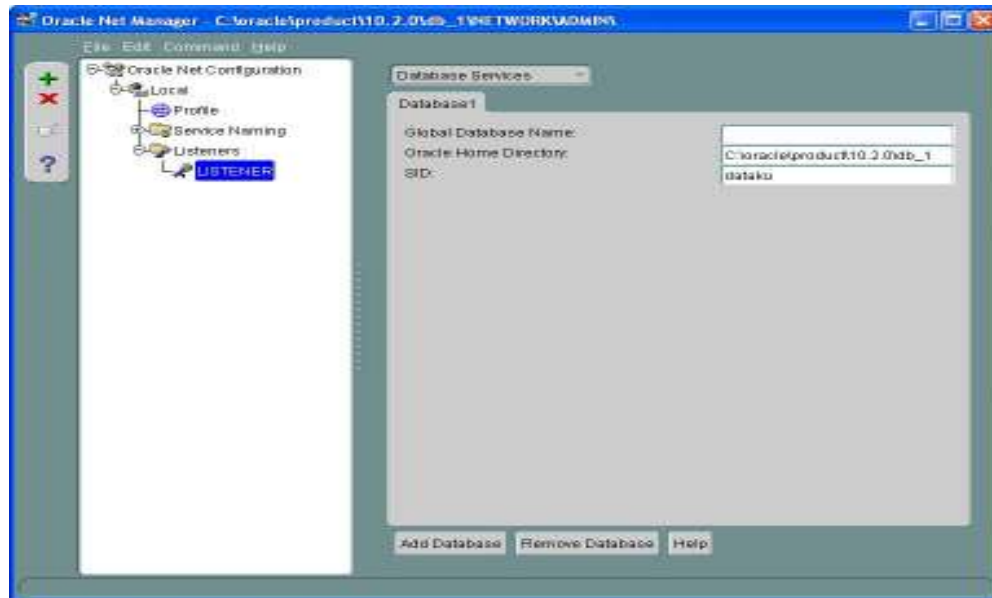 Oracle Net Manager - C:\oracle\product\10.2.0\db_1\NETWORK\ADMIN\
File Edit Command Help
Oracle Net Configuration
Local
Profile
Service Naming
Listeners
LISTENER
Database Services
Database1
Global Database Name:
Oracle Home Directory: C:\oracle\product\10.2.0\db_1
SID: dataku
Add Database Remove Database Help